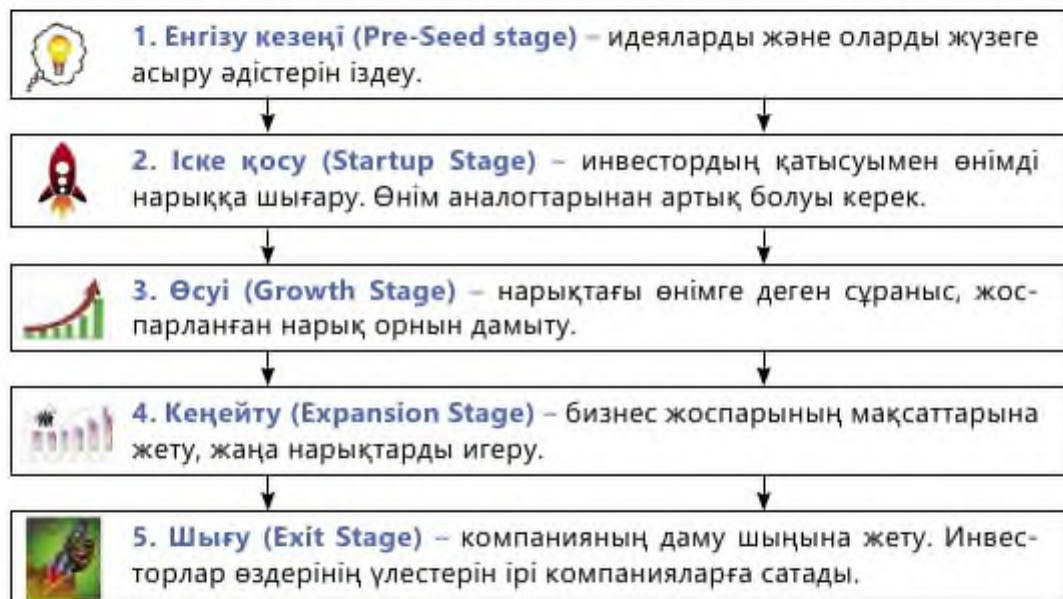 1. Енгізу кезеңі (Pre-Seed stage) – идеяларды және оларды жүзеге
асыру әдістерін іздеу.
2. Іске қосу (Startup Stage) – инвестордың қатысуымен өнімді
нарыққа шығару. Өнім аналогтарынан артық болуы керек.
3. Өсуі (Growth Stage) – нарықтағы өнімге деген сұраныс, жос-
парланған нарық орнын дамыту.
4. Кеңейту (Expansion Stage) – бизнес жоспарының мақсаттарына
жету, жаңа нарықтарды игеру.
5. Шығу (Exit Stage) – компанияның даму шыңына жету. Инвес-
торлар өздерінің үлестерін ірі компанияларға сатады.